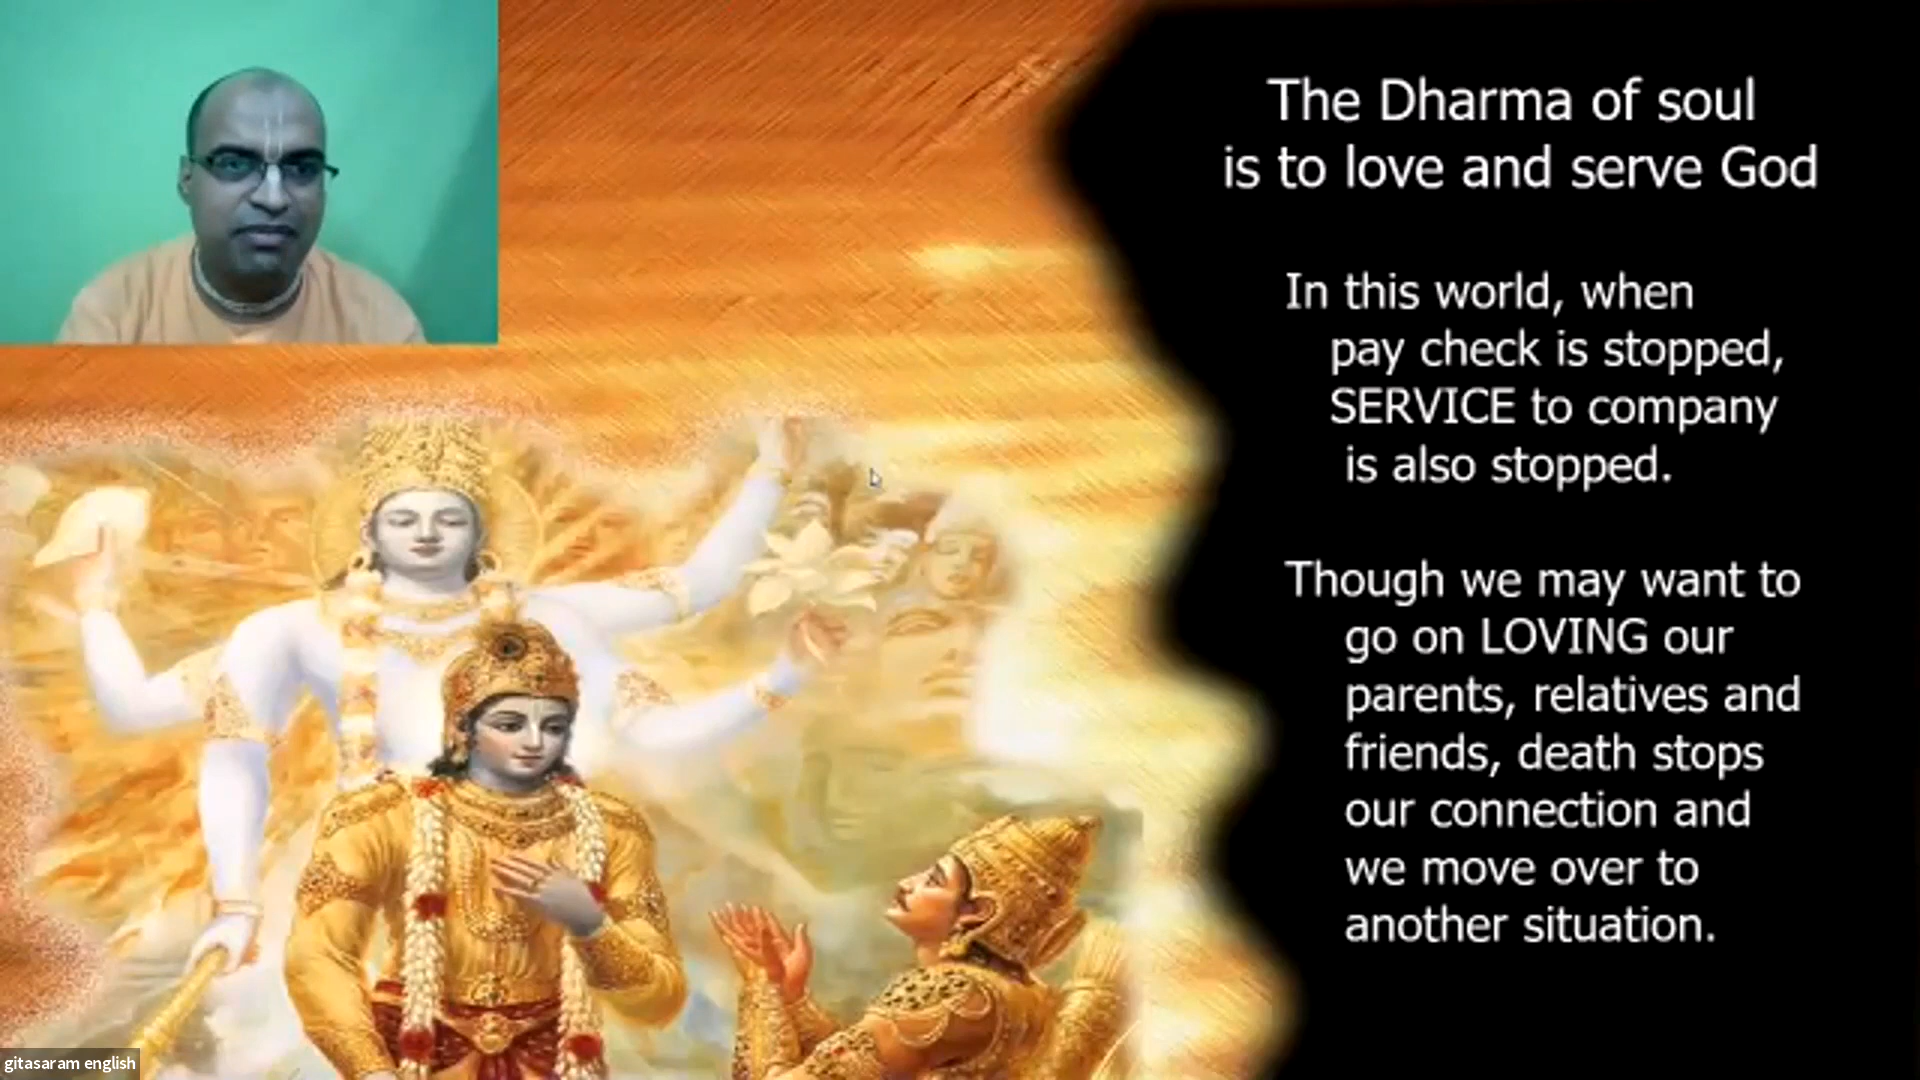 The Dharma of soul
is to love and serve God
In this world, when
pay check is stopped,
SERVICE to company
is also stopped.
Though we may want to
go on LOVING our
parents, relatives and
friends, death stops
our connection and
we move over to
another situation.
gitasaram english